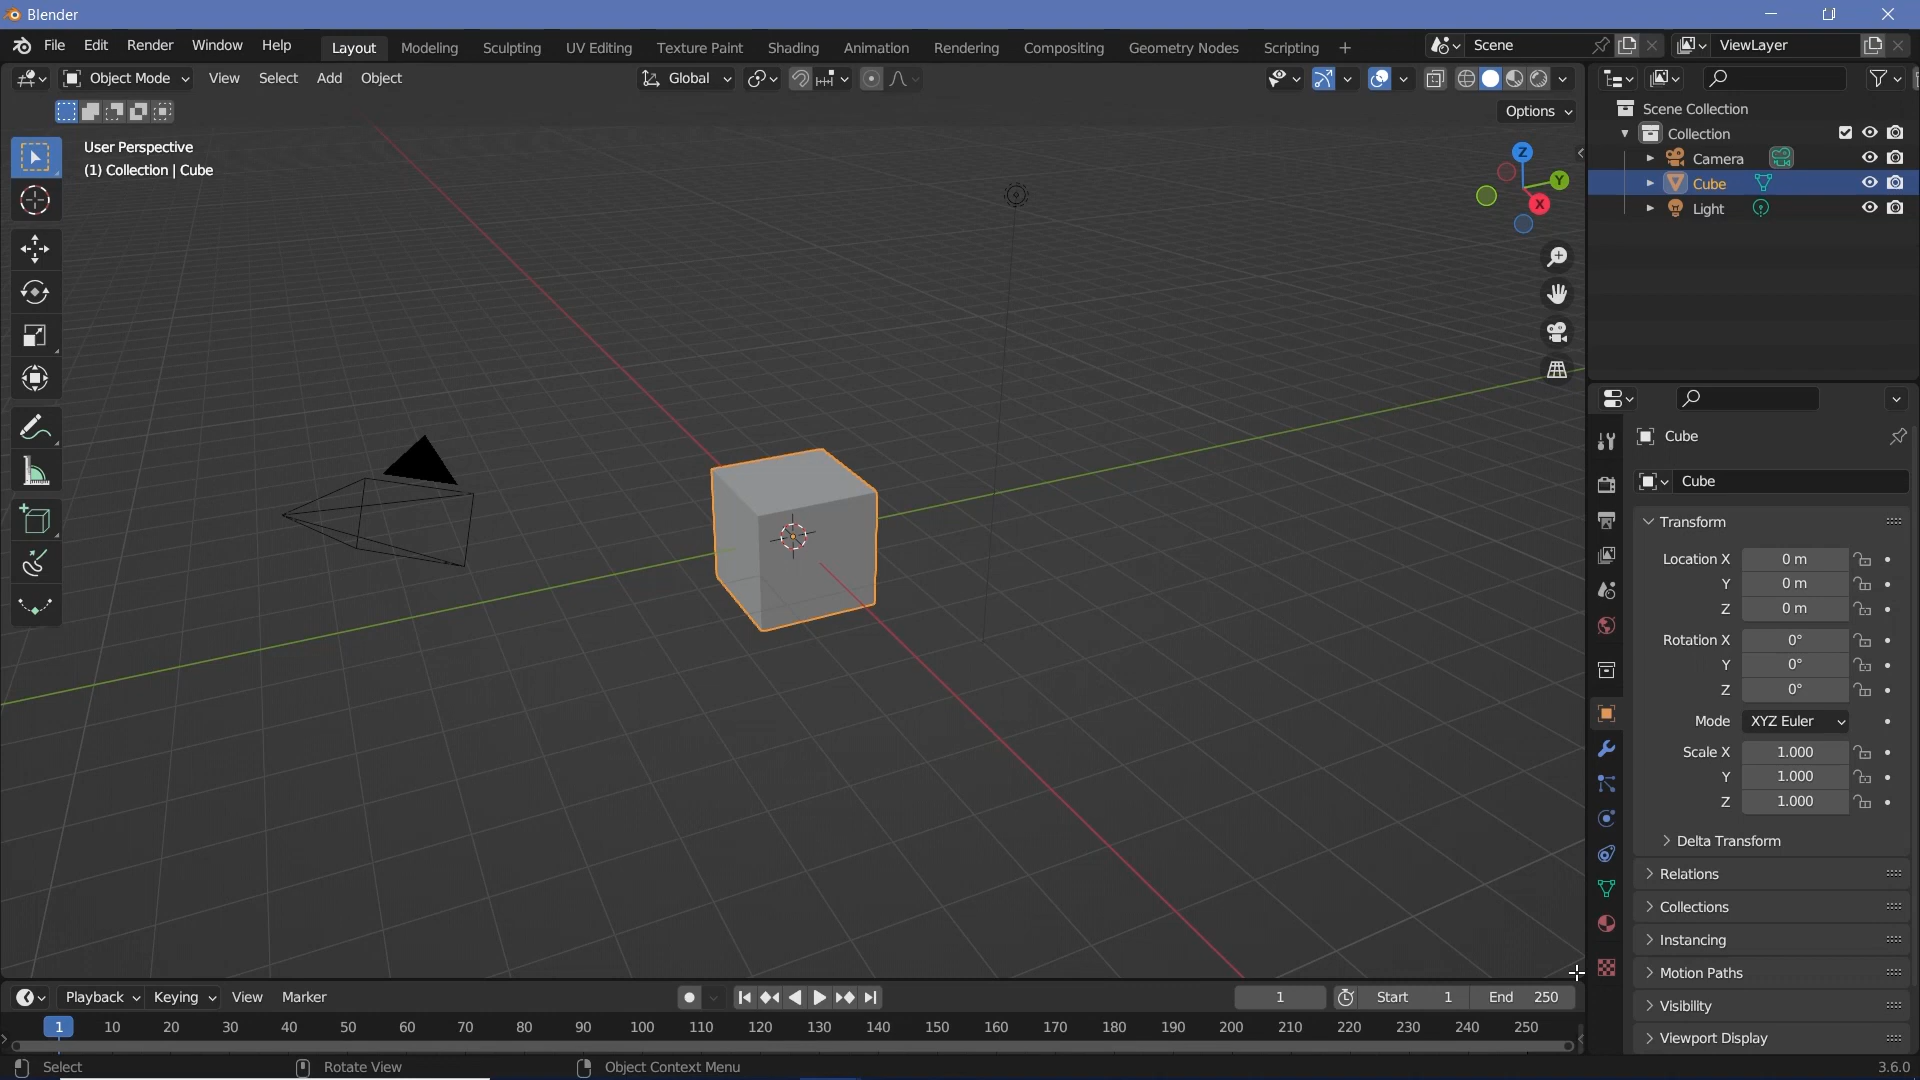 Blender
File Edit Render Window Help Layout Modeling Sculpting UV Editing Texture Paint Shading Animation Rendering Compositing Geometry Nodes Scripting + Scene ViewLayer
Object Mode View Select Add Object Global
Options
User Perspective
(1) Collection | Cube
Z
Y
X
Scene Collection
Collection
Camera
Cube
Light
Cube
Cube
Transform
Location X 0 m
Y 0 m
Z 0 m
Rotation X 0°
Y 0°
Z 0°
Mode XYZ Euler
Scale X 1.000
Y 1.000
Z 1.000
Delta Transform
Relations
Collections
Instancing
Motion Paths
Visibility
Viewport Display
Playback Keying View Marker 1 Start 1 End 250
1 10 20 30 40 50 60 70 80 90 100 110 120 130 140 150 160 170 180 190 200 210 220 230 240 250
Select Rotate View Object Context Menu 3.6.0